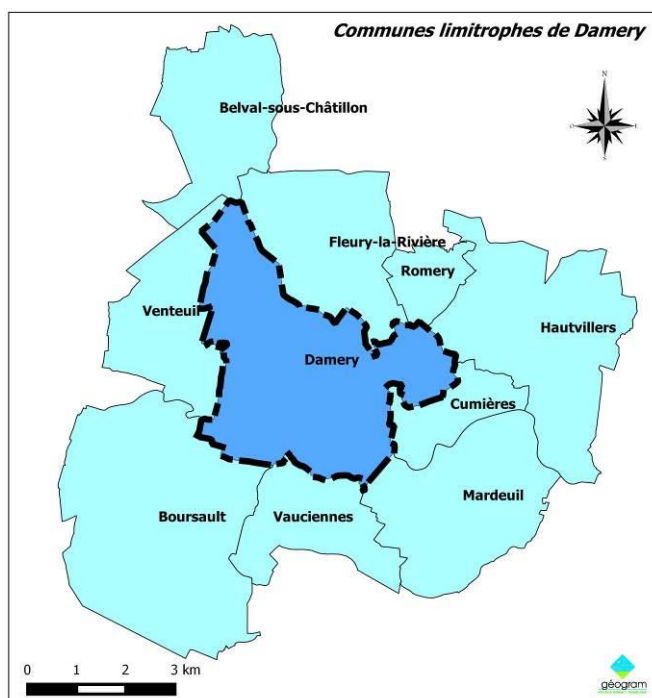 Communes limitrophes de Damery
N
O
E
S
Belval-sous-Châtillon
Fleury-la-Rivière
Romery
Venteuil
Hautvillers
Damery
Cumières
Mardeuil
Boursault
Vauciennes
0 1 2 3 km
géogram